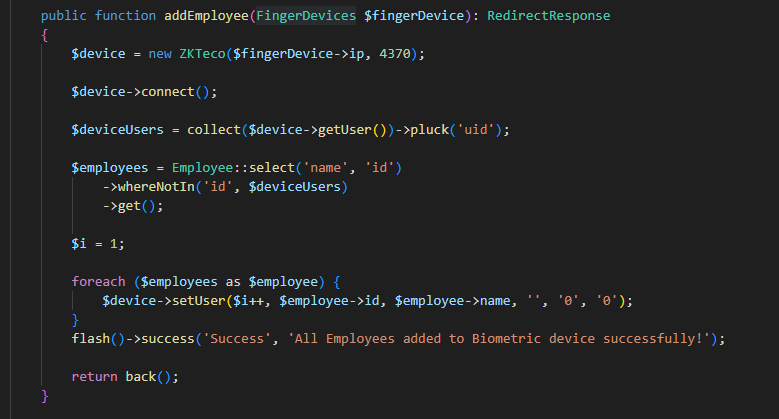 public function addEmployee(FingerDevices $fingerDevice): RedirectResponse
{
$device = new ZKTeco($fingerDevice->ip, 4370);
$device->connect();
$deviceUsers = collect($device->getUser())->pluck('uid');
$employees = Employee::select('name', 'id')
->whereNotIn('id', $deviceUsers)
->get();
$i = 1;
foreach ($employees as $employee) {
$device->setUser($i++, $employee->id, $employee->name, '', '0', '0');
}
flash()->success('Success', 'All Employees added to Biometric device successfully!');
return back();
}